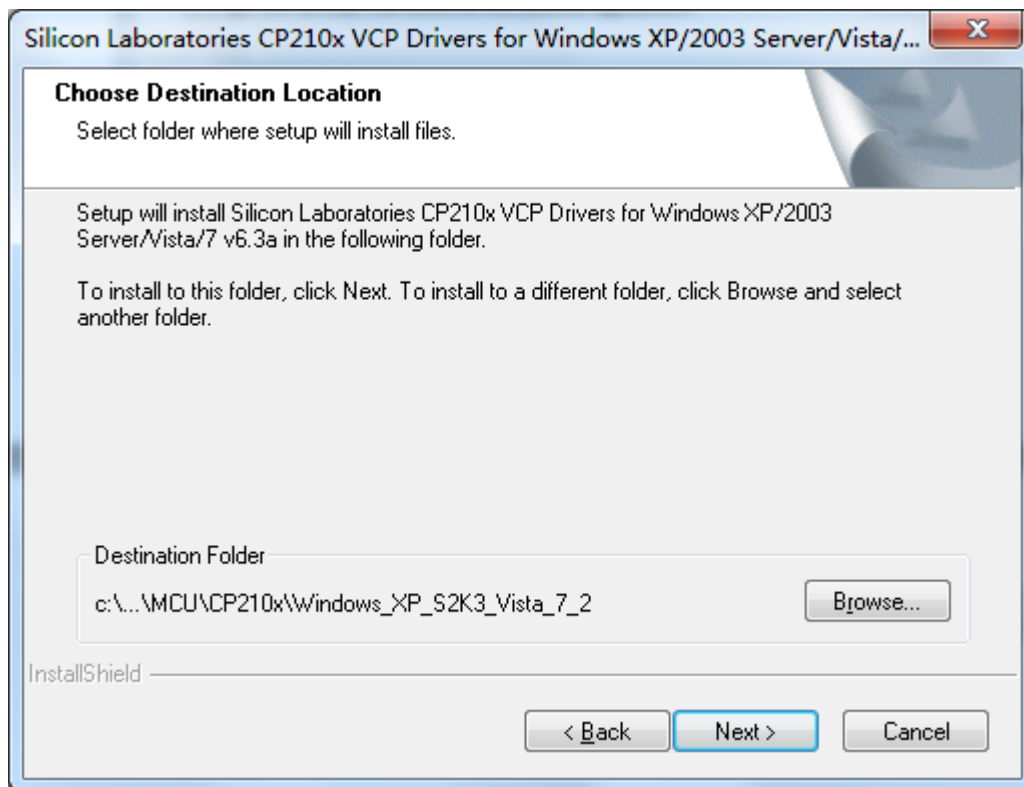 Silicon Laboratories CP210x VCP Drivers for Windows XP/2003 Server/Vista/...
Choose Destination Location
Select folder where setup will install files.
Setup will install Silicon Laboratories CP210x VCP Drivers for Windows XP/2003
Server/Vista/7 v6.3a in the following folder.
To install to this folder, click Next. To install to a different folder, click Browse and select
another folder.
Destination Folder
c:\...\MCU\CP210x\Windows_XP_S2K3_Vista_7_2
Browse...
InstallShield
< Back
Next >
Cancel